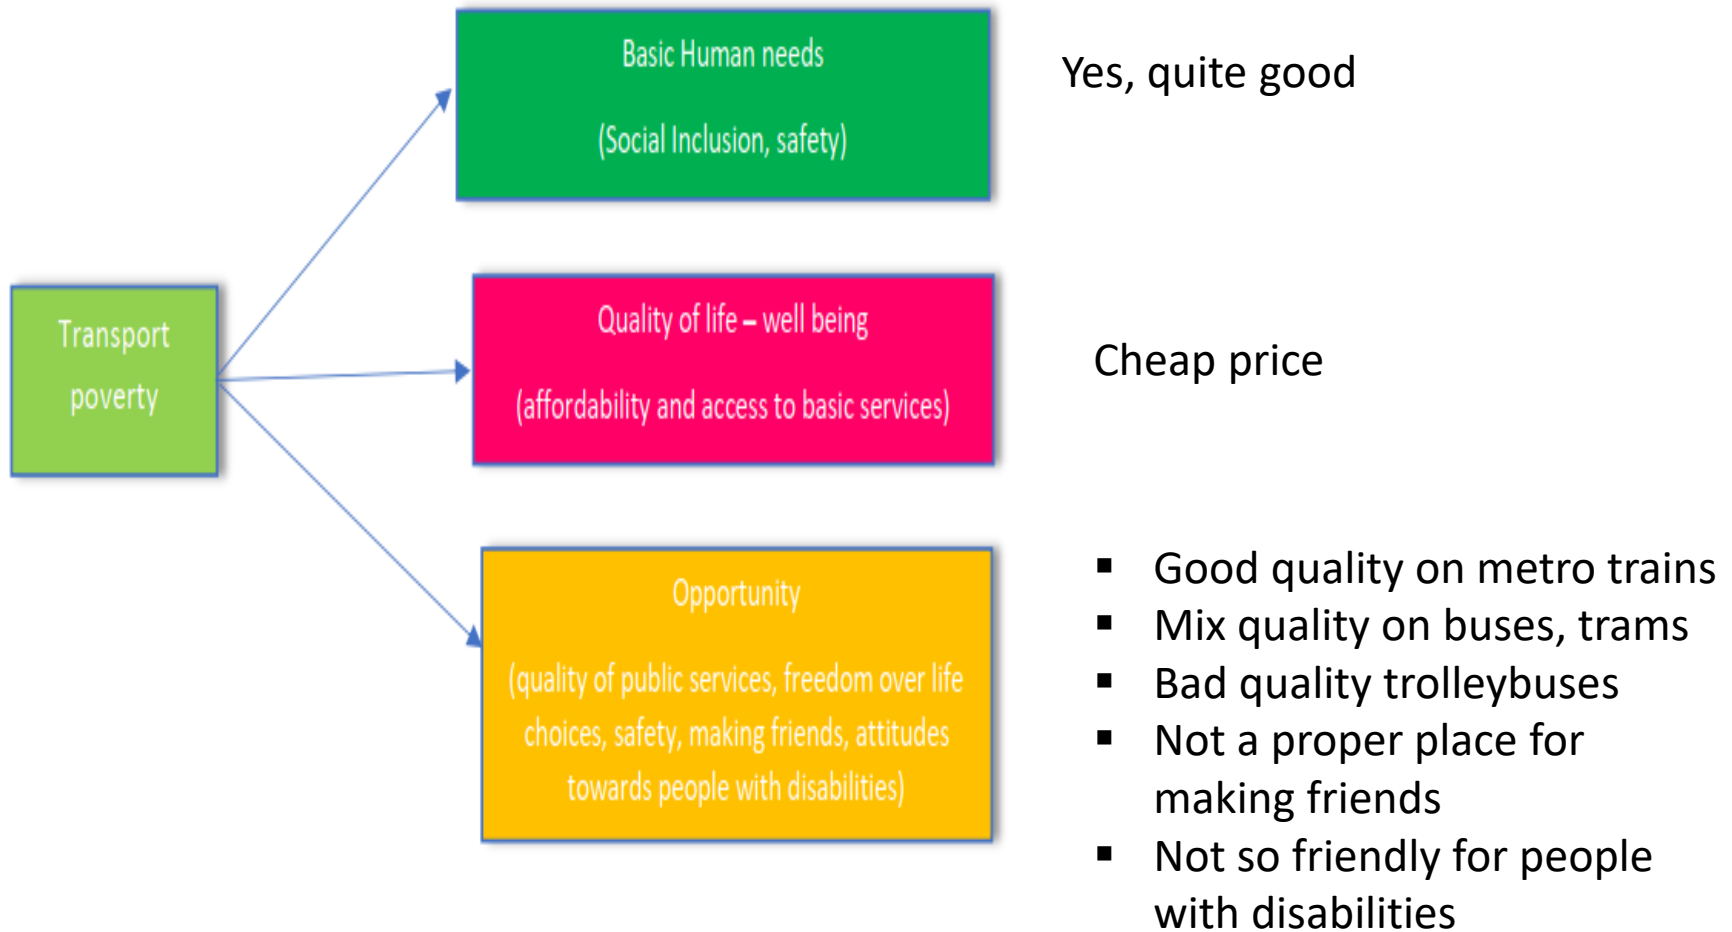 Basic Human needs
(Social Inclusion, safety)
Yes, quite good
Transport
poverty
Quality of life – well being
(affordability and access to basic services)
Cheap price
Opportunity
(quality of public services, freedom over life
choices, safety, making friends, attitudes
towards people with disabilities)
▪ Good quality on metro trains
▪ Mix quality on buses, trams
▪ Bad quality trolleybuses
▪ Not a proper place for
making friends
▪ Not so friendly for people
with disabilities